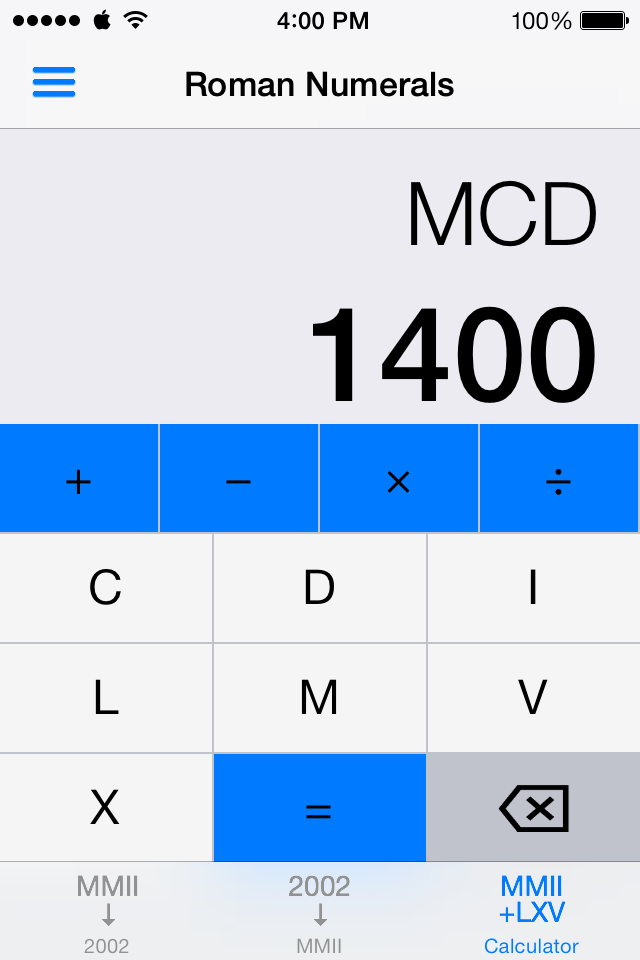 4:00 PM 100%
Roman Numerals
MCD
1400
+ − × ÷
C D I
L M V
X =
MMII 2002 MMII
↓ ↓ +LXV
2002 MMII Calculator